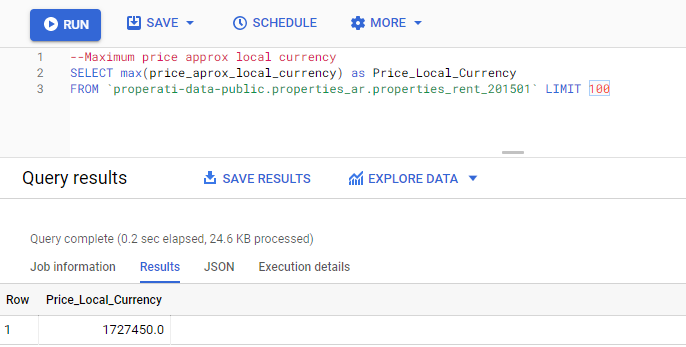 RUN SAVE SCHEDULE MORE
1 --Maximum price approx local currency
2 SELECT max(price_aprox_local_currency) as Price_Local_Currency
3 FROM `properati-data-public.properties_ar.properties_rent_201501` LIMIT 100
Query results SAVE RESULTS EXPLORE DATA
Query complete (0.2 sec elapsed, 24.6 KB processed)
Job information Results JSON Execution details
Row Price_Local_Currency
1 1727450.0